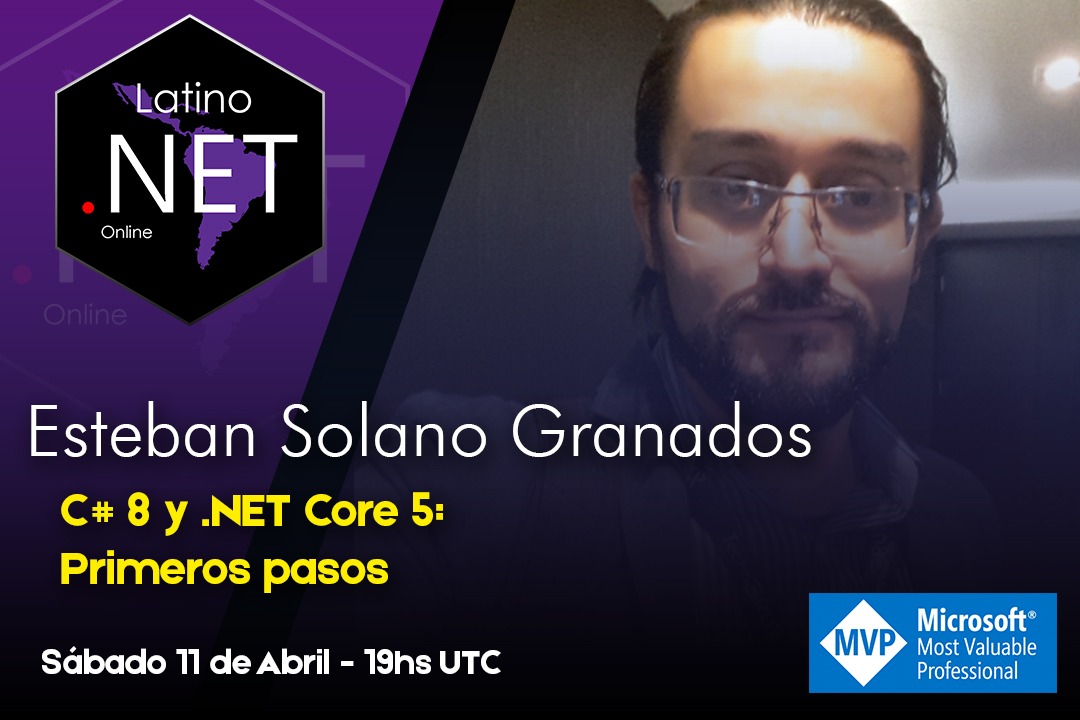 Latino
.NET
Online
Online
Esteban Solano Granados
C# 8 y .NET Core 5:
Primeros pasos
Sábado 11 de Abril - 19hs UTC
MVP
Microsoft®
Most Valuable
Professional